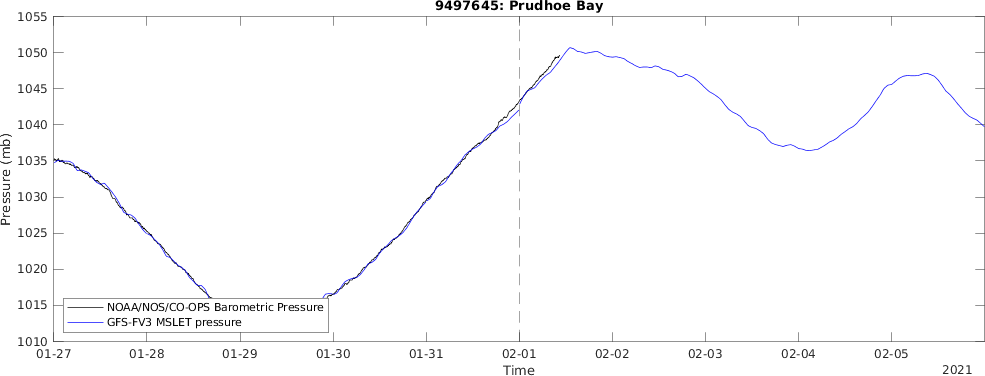 9497645: Prudhoe Bay
1055
1050
1045
1040
1035
1030
1025
1020
1015
1010
Pressure (mb)
NOAA/NOS/CO-OPS Barometric Pressure
GFS-FV3 MSLET pressure
01-27 01-28 01-29 01-30 01-31 02-01 02-02 02-03 02-04 02-05
Time
2021